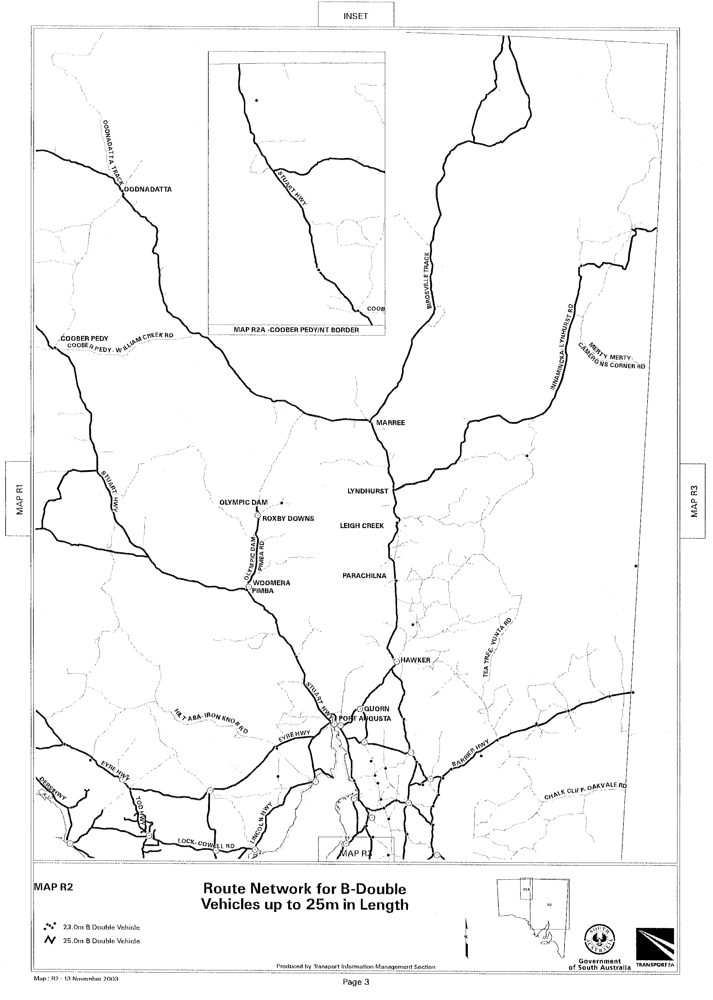 INSET
OODNADATTA TRACK
OODNADATTA
STUART HWY
COOB
MAP R2A -COOBER PEDY/NT BORDER
BIRDSVILLE TRACK
INNAMINCKA-LYNHURST RD
MERTY MERTY-
CAMERONS CORNER RD
COOBER PEDY
COOBER PEDY-WILLIAM CREEK RD
MARREE
MAP R1
MAP R3
STUART HWY
LYNDHURST
OLYMPIC DAM
ROXBY DOWNS
LEIGH CREEK
OLYMPIC DAM-
PIMBA RD
PARACHILNA
WOOMERA
PIMBA
TEA TREE-YUNTA RD
HAWKER
STUART HWY
QUORN
PORT AUGUSTA
HILTABA-IRON KNOB RD
EYRE HWY
BARRIER HWY
EYRE HWY
DERS HWY
TOD HWY
LINCOLN HWY
CHALK CLIFF-OAKVALE RD
LOCK-COWELL RD
MAP R3
MAP R2
Route Network for B-Double
Vehicles up to 25m in Length
23.0m B Double Vehicle
25.0m B Double Vehicle
R2A
R2
N
SOUTH
AUSTRALIA
Government
of South Australia
TRANSPORT SA
Produced by Transport Information Management Section
Map : R2 - 13 November 2003
Page 3